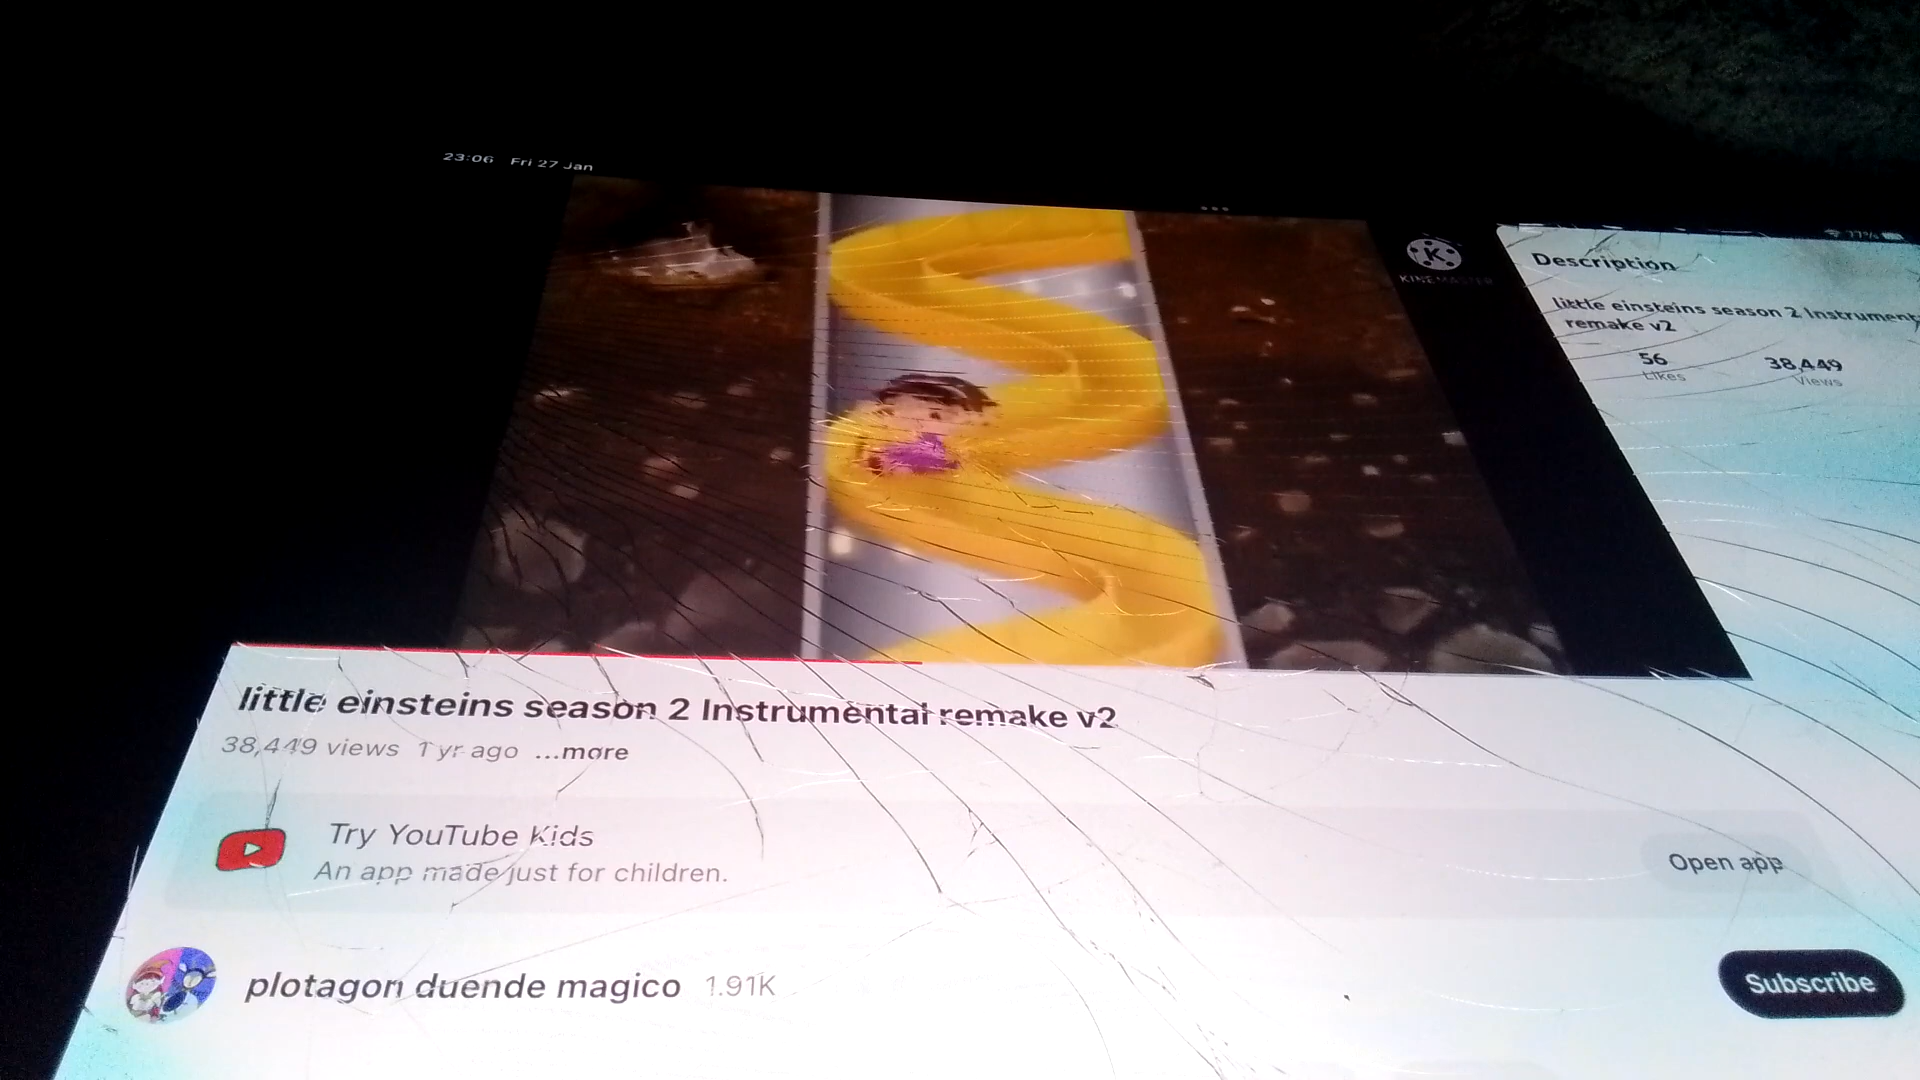 23:06 Fri 27 Jan
77%
K
KINEMASTER
Description
little einsteins season 2 Instrument
remake v2
56
38,449
Likes
Views
little einsteins season 2 Instrumental remake v2
38,449 views 1 yr ago ...more
Try YouTube Kids
An app made just for children.
Open app
plotagon duende magico 1.91K
Subscribe